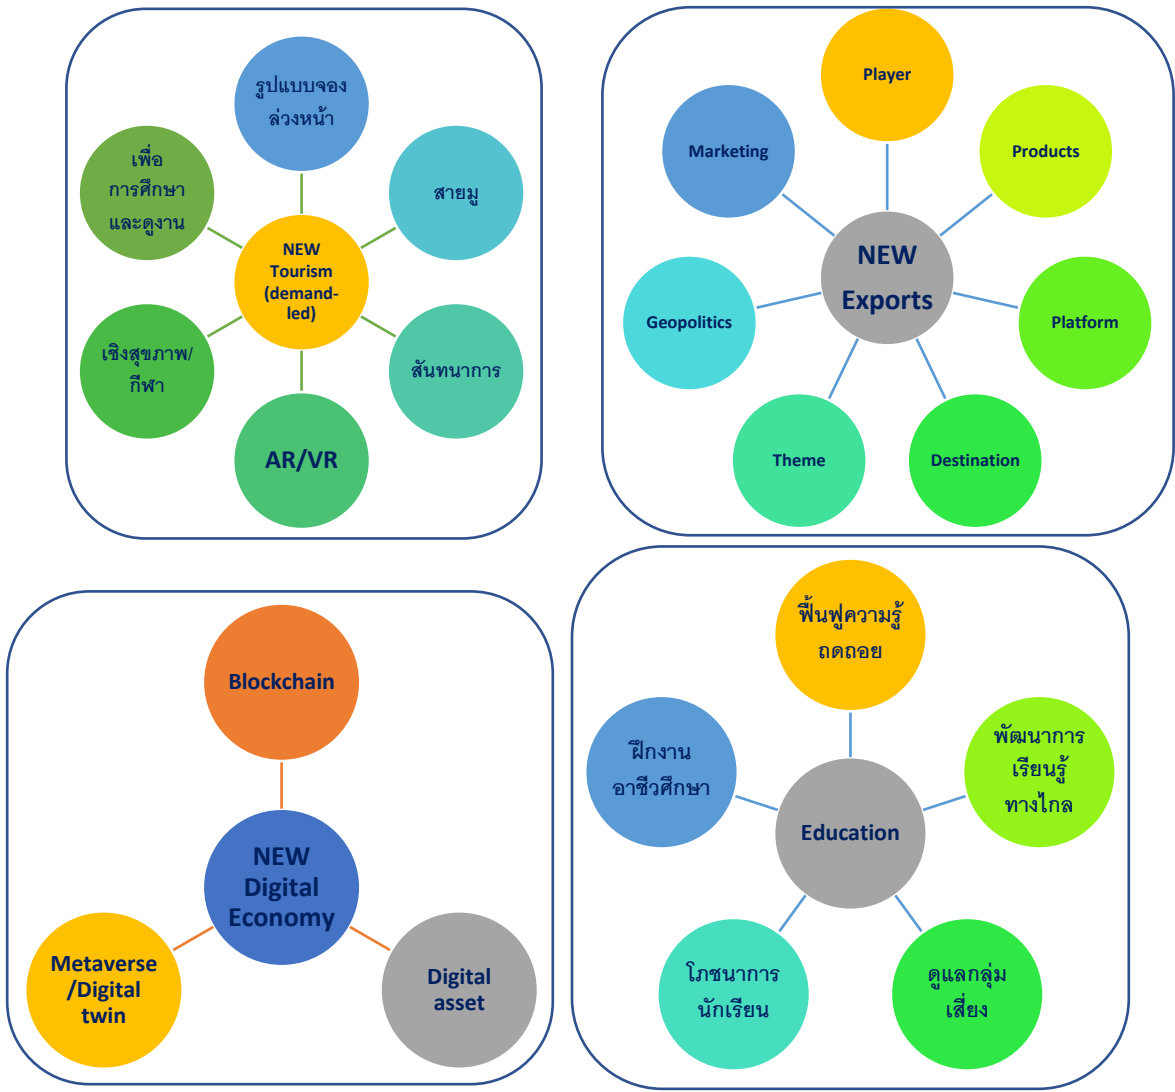 รูปแบบจอง
ล่วงหน้า
สายมู
สันทนาการ
AR/VR
เชิงสุขภาพ/
กีฬา
เพื่อ
การศึกษา
และดูงาน
NEW
Tourism
(demand-
led)
Player
Products
Platform
Destination
Theme
Geopolitics
Marketing
NEW
Exports
Blockchain
NEW
Digital
Economy
Metaverse
/Digital
twin
Digital
asset
ฟื้นฟูความรู้
ถดถอย
พัฒนาการ
เรียนรู้
ทางไกล
ดูแลกลุ่ม
เสี่ยง
โภชนาการ
นักเรียน
ฝึกงาน
อาชีวศึกษา
Education